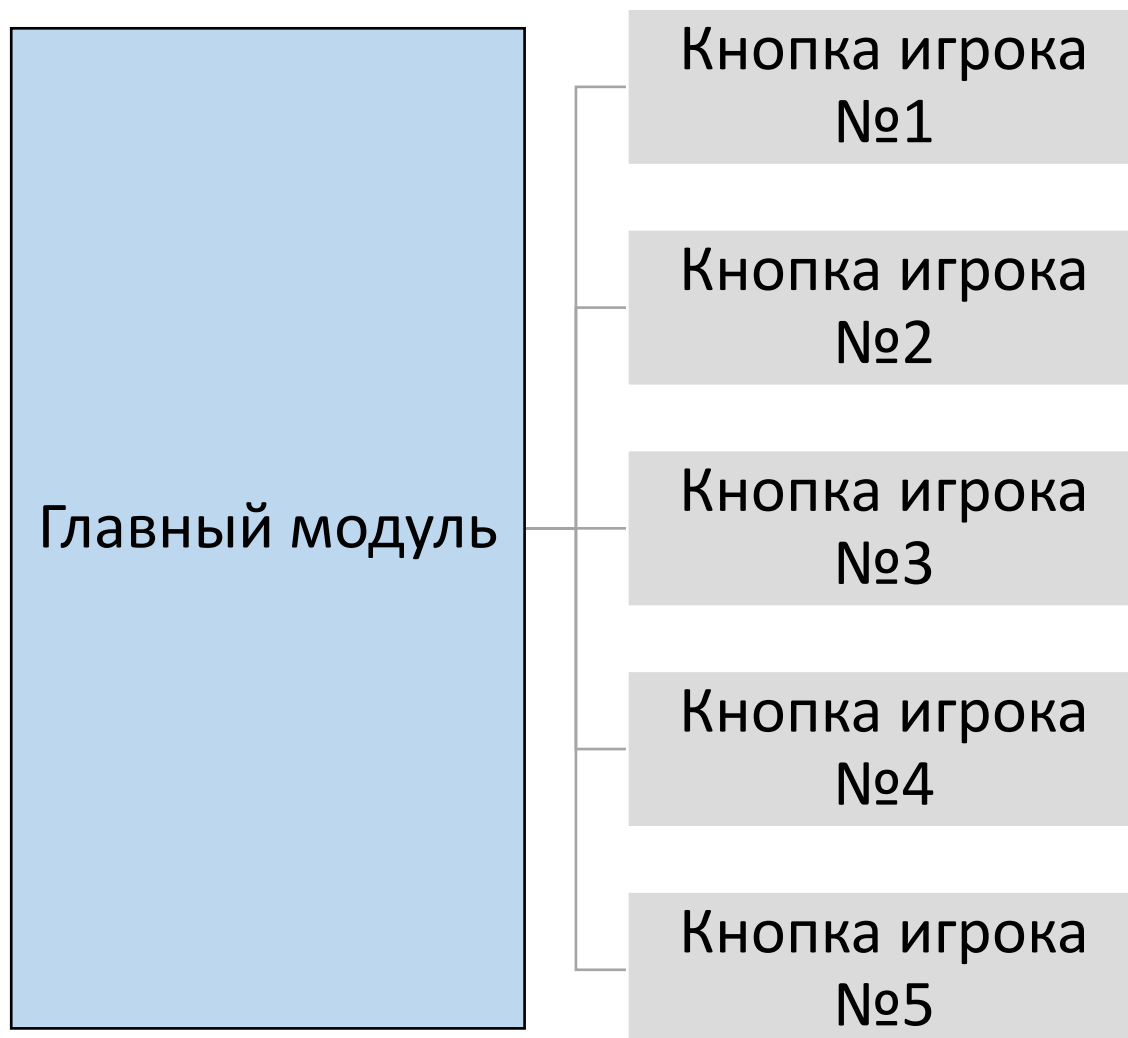 Главный модуль
Кнопка игрока
№1
Кнопка игрока
№2
Кнопка игрока
№3
Кнопка игрока
№4
Кнопка игрока
№5